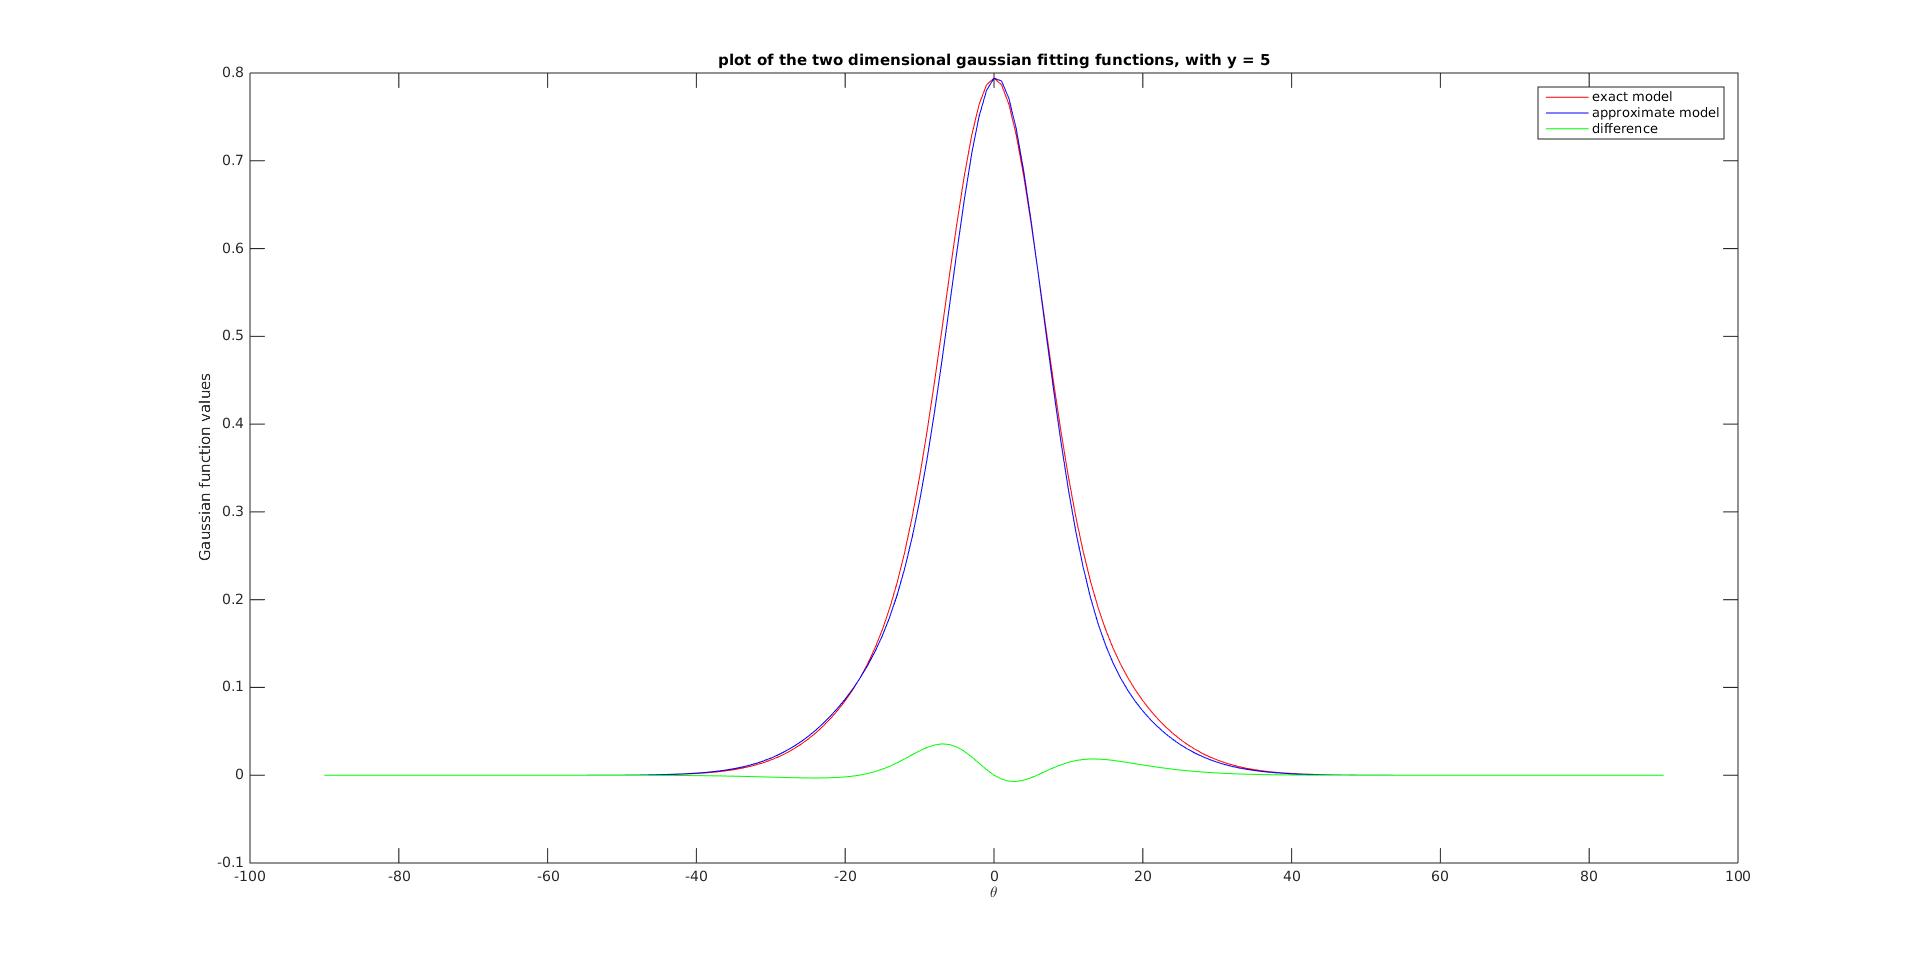 plot of the two dimensional gaussian fitting functions, with y = 5
exact model
approximate model
difference
Gaussian function values
0.8
0.7
0.6
0.5
0.4
0.3
0.2
0.1
0
-0.1
-100 -80 -60 -40 -20 0 20 40 60 80 100
θ